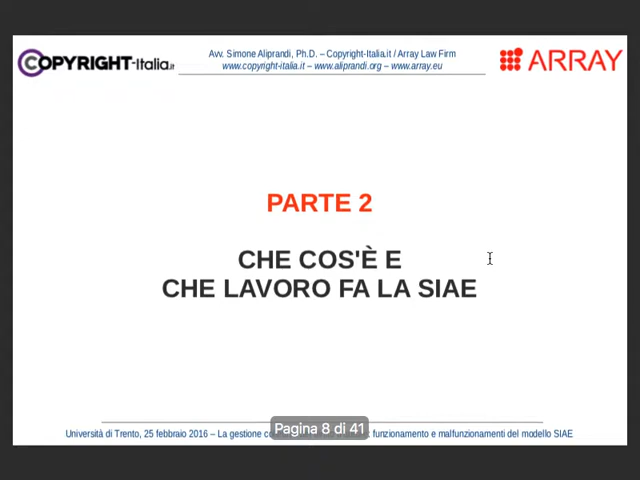 COPYRIGHT-Italia.it
Avv. Simone Aliprandi, Ph.D. – Copyright-Italia.it / Array Law Firm
www.copyright-italia.it – www.aliprandi.org – www.array.eu
ARRAY
PARTE 2
CHE COS'È E
CHE LAVORO FA LA SIAE
Pagina 8 di 41
Università di Trento, 25 febbraio 2016 – La gestione funzionamento e malfunzionamenti del modello SIAE